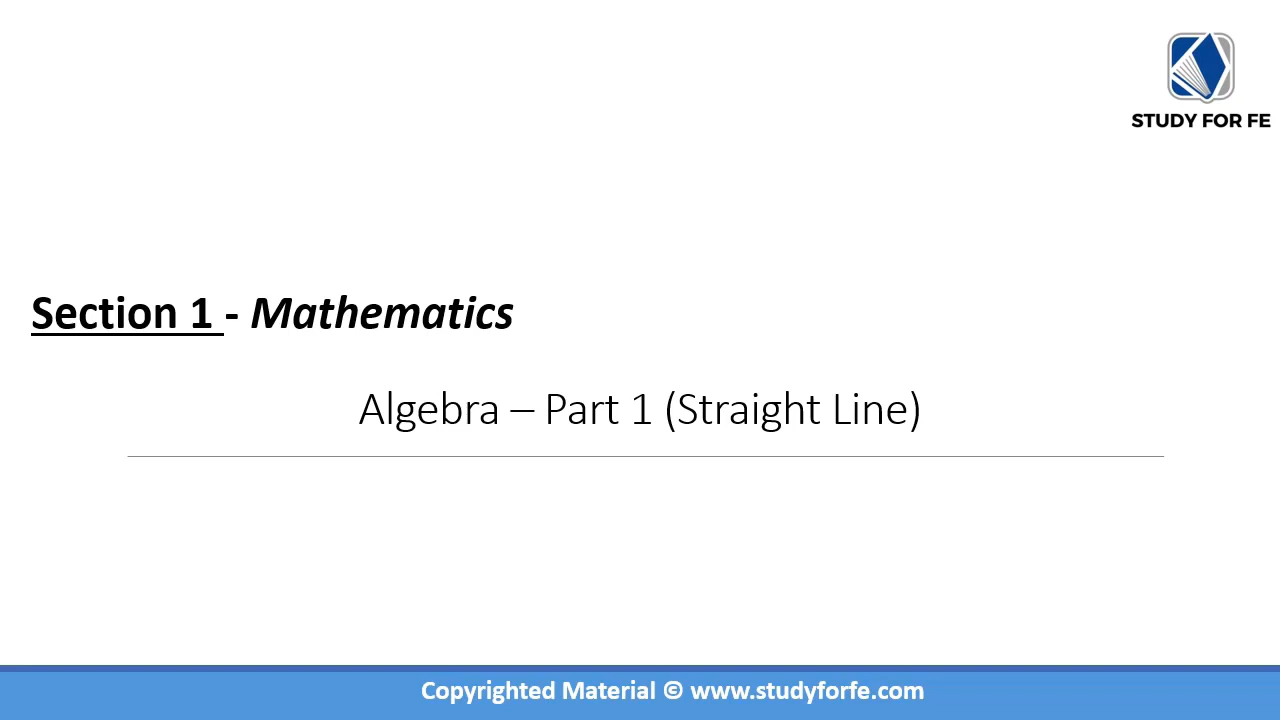 STUDY FOR FE
Section 1 - Mathematics
Algebra – Part 1 (Straight Line)
Copyrighted Material © www.studyforfe.com